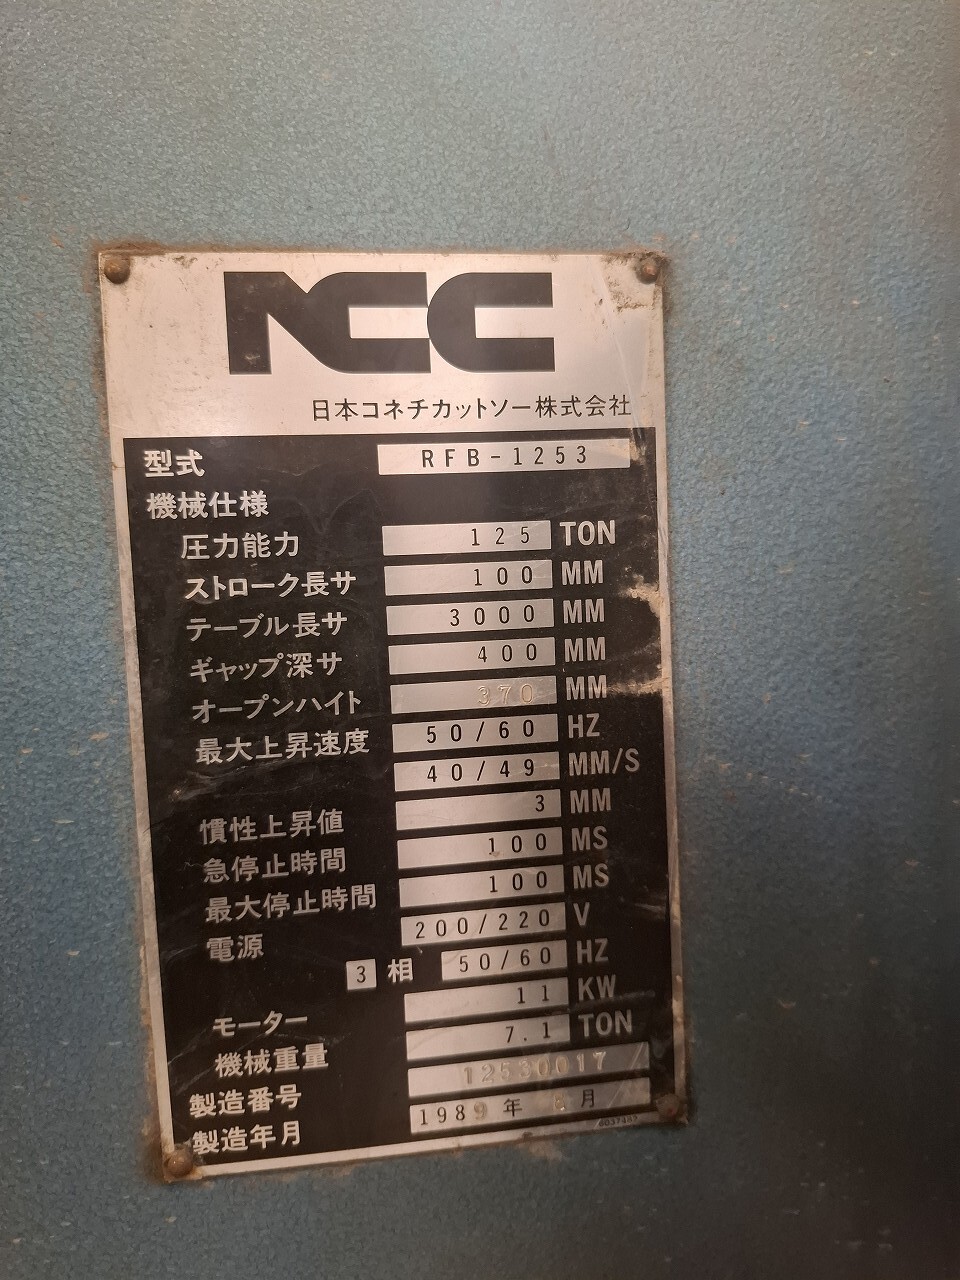 NCC
日本コネチカットソー株式会社
型式 RFB-1253
機械仕様
圧力能力 125 TON
ストローク長サ 100 MM
テーブル長サ 3000 MM
ギャップ深サ 400 MM
オープンハイト 370 MM
最大上昇速度 50/60 HZ
40/49 MM/S
慣性上昇値 3 MM
急停止時間 100 MS
最大停止時間 100 MS
電源 200/220 V
3 相 50/60 HZ
モーター 11 KW
機械重量 7.1 TON
製造番号 12530017
製造年月 1989年 月